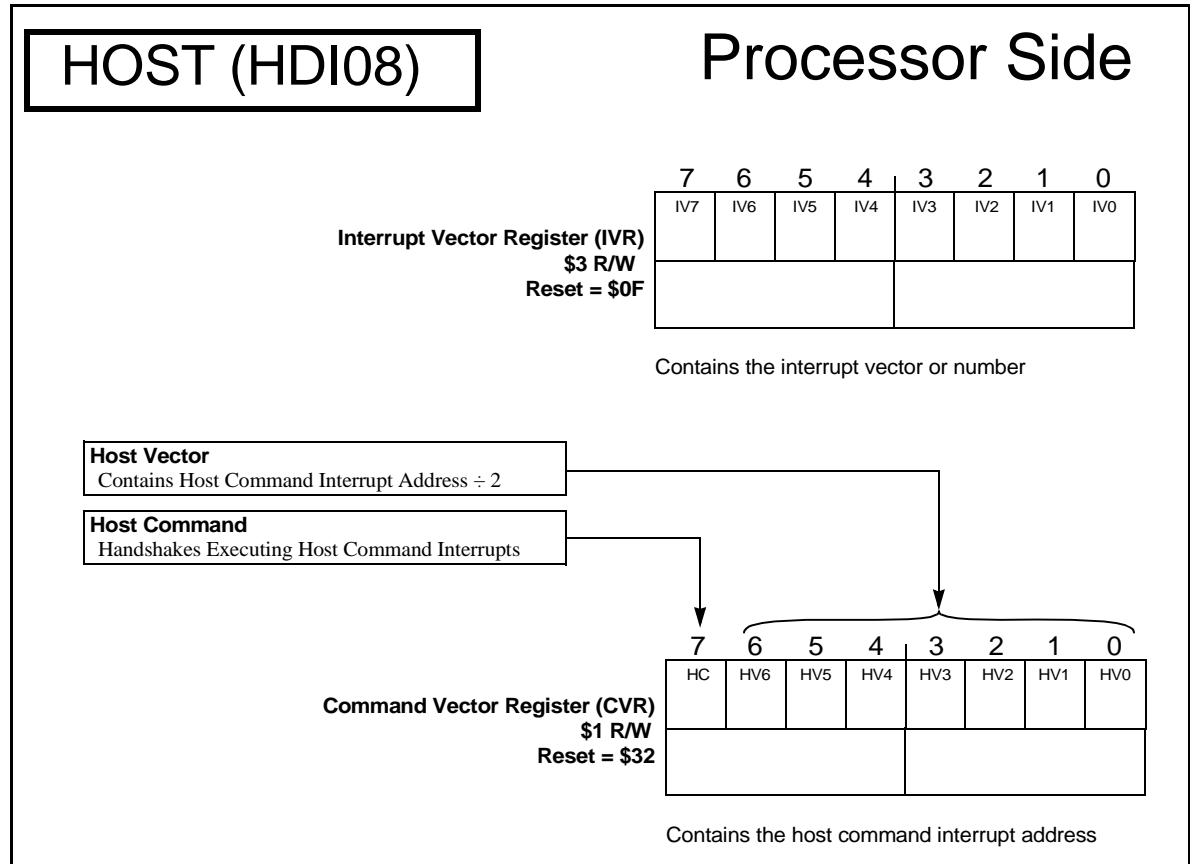 HOST (HDI08)
Processor Side
7 6 5 4 3 2 1 0
IV7 IV6 IV5 IV4 IV3 IV2 IV1 IV0
Interrupt Vector Register (IVR)
$3 R/W
Reset = $0F
Contains the interrupt vector or number
Host Vector
Contains Host Command Interrupt Address ÷ 2
Host Command
Handshakes Executing Host Command Interrupts
7 6 5 4 3 2 1 0
HC HV6 HV5 HV4 HV3 HV2 HV1 HV0
Command Vector Register (CVR)
$1 R/W
Reset = $32
Contains the host command interrupt address